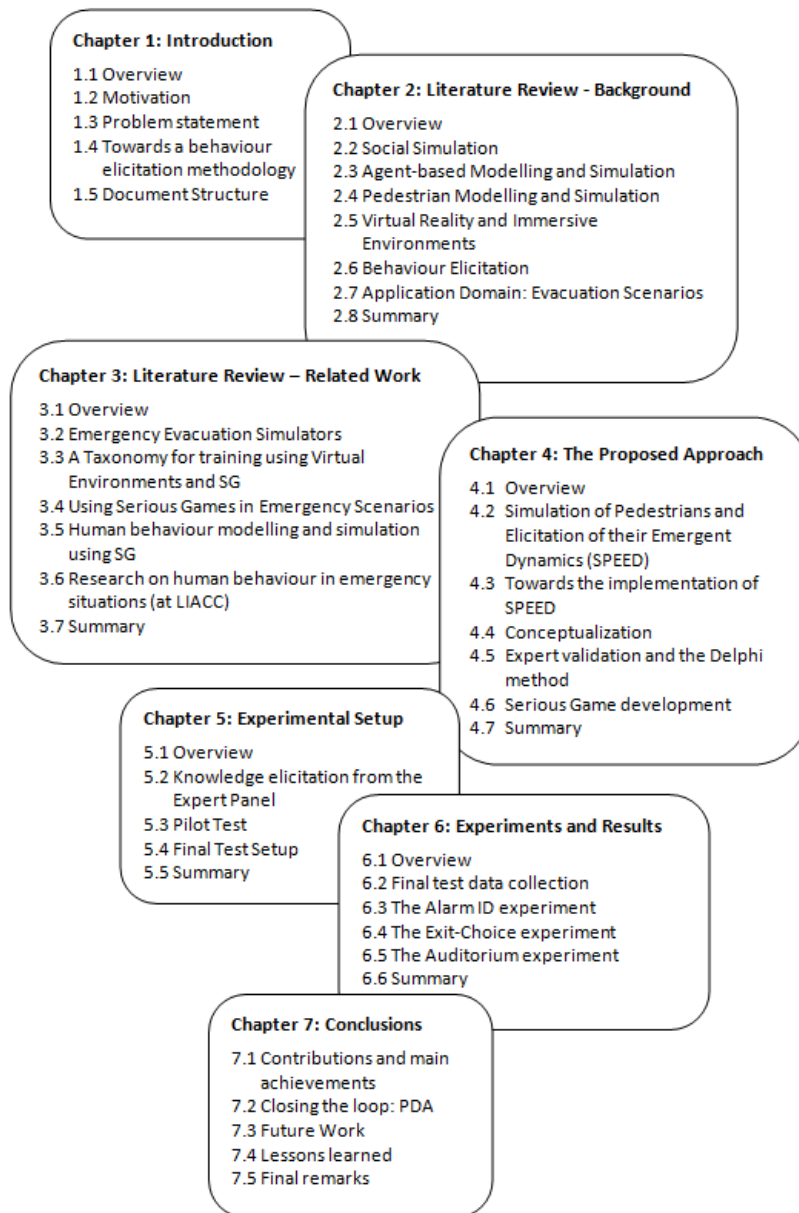 Chapter 1: Introduction
1.1 Overview
1.2 Motivation
1.3 Problem statement
1.4 Towards a behaviour
elicitation methodology
1.5 Document Structure
Chapter 2: Literature Review - Background
2.1 Overview
2.2 Social Simulation
2.3 Agent-based Modelling and Simulation
2.4 Pedestrian Modelling and Simulation
2.5 Virtual Reality and Immersive
Environments
2.6 Behaviour Elicitation
2.7 Application Domain: Evacuation Scenarios
2.8 Summary
Chapter 3: Literature Review – Related Work
3.1 Overview
3.2 Emergency Evacuation Simulators
3.3 A Taxonomy for training using Virtual
Environments and SG
3.4 Using Serious Games in Emergency Scenarios
3.5 Human behaviour modelling and simulation
using SG
3.6 Research on human behaviour in emergency
situations (at LIACC)
3.7 Summary
Chapter 4: The Proposed Approach
4.1 Overview
4.2 Simulation of Pedestrians and
Elicitation of their Emergent
Dynamics (SPEED)
4.3 Towards the implementation of
SPEED
4.4 Conceptualization
4.5 Expert validation and the Delphi
method
4.6 Serious Game development
4.7 Summary
Chapter 5: Experimental Setup
5.1 Overview
5.2 Knowledge elicitation from the
Expert Panel
5.3 Pilot Test
5.4 Final Test Setup
5.5 Summary
Chapter 6: Experiments and Results
6.1 Overview
6.2 Final test data collection
6.3 The Alarm ID experiment
6.4 The Exit-Choice experiment
6.5 The Auditorium experiment
6.6 Summary
Chapter 7: Conclusions
7.1 Contributions and main
achievements
7.2 Closing the loop: PDA
7.3 Future Work
7.4 Lessons learned
7.5 Final remarks